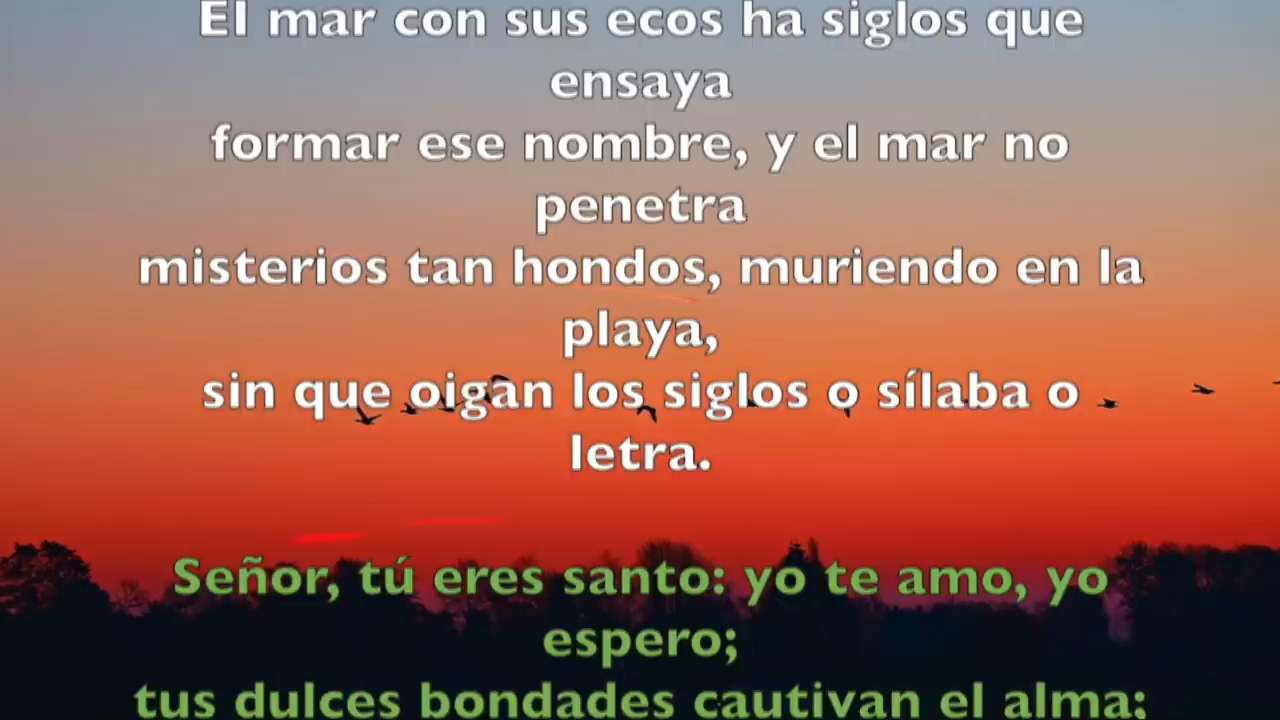 El mar con sus ecos ha siglos que
ensaya
formar ese nombre, y el mar no
penetra
misterios tan hondos, muriendo en la
playa,
sin que oigan los siglos o sílaba o
letra.
Señor, tú eres santo: yo te amo, yo
espero;
tus dulces bondades cautivan el alma;